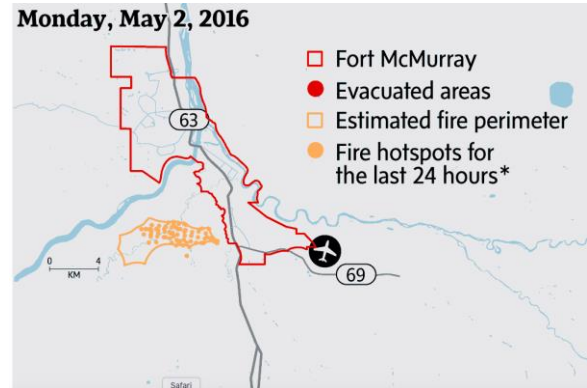 Monday, May 2, 2016
Fort McMurray
Evacuated areas
Estimated fire perimeter
Fire hotspots for
the last 24 hours*
63
0 4
KM
69
Safari